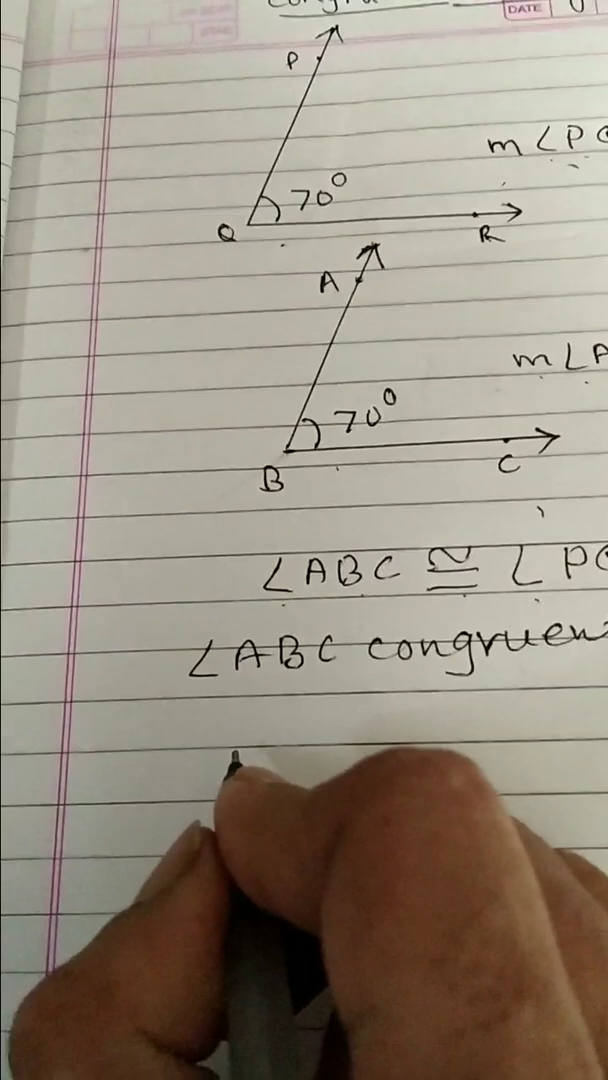 DATE
P
70°
m∠P
Q
R
A
m∠A
70°
B
C
∠ABC ≅ ∠P
∠ABC congruen